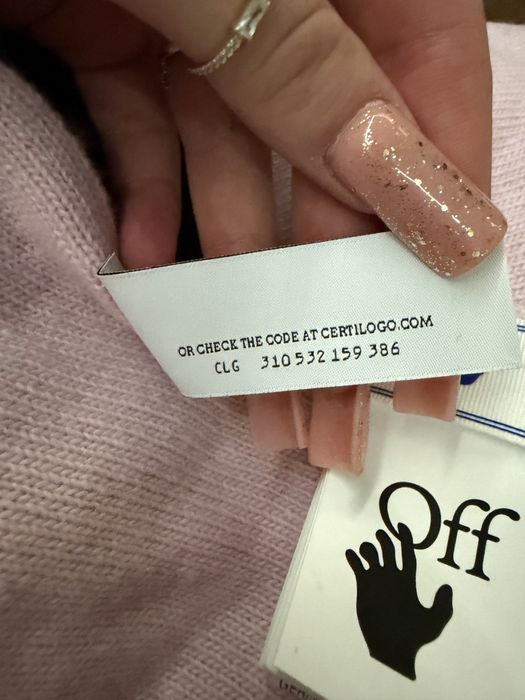 OR CHECK THE CODE AT CERTILOGO.COM
CLG 310 532 159 386
Off